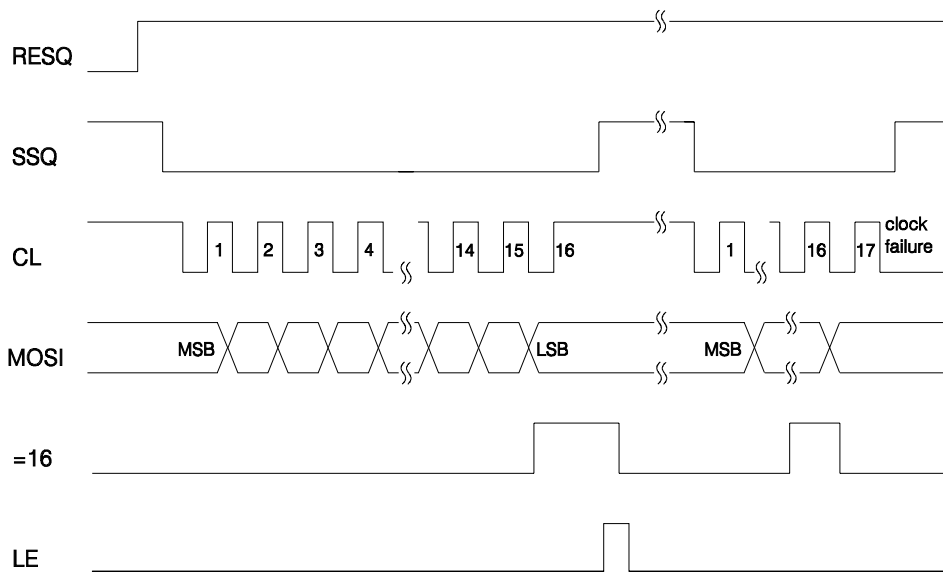 RESQ
SSQ
CL 1 2 3 4 14 15 16 1 16 17 clock
failure
MOSI MSB LSB MSB
=16
LE